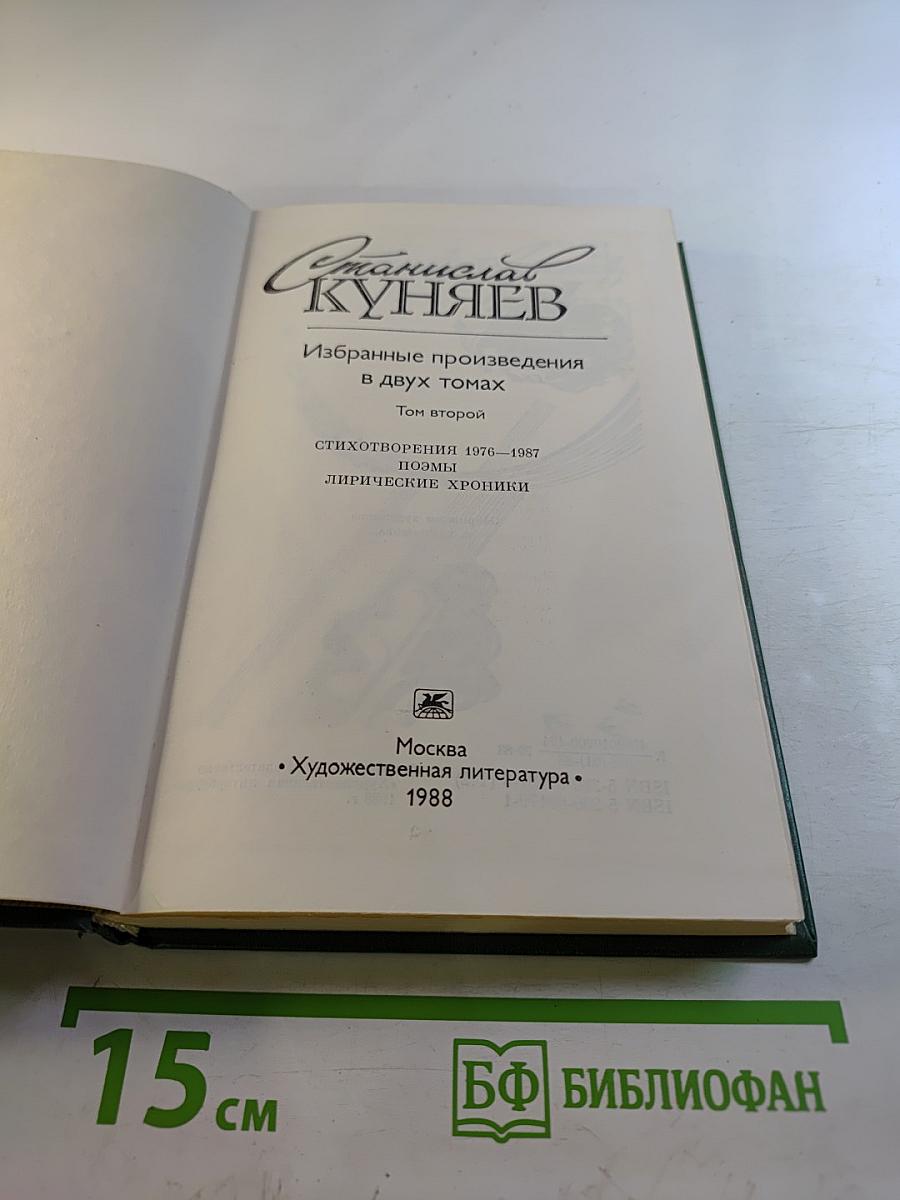 Станислав
КУНЯЕВ
Избранные произведения
в двух томах
Том второй
СТИХОТВОРЕНИЯ 1976—1987
ПОЭМЫ
ЛИРИЧЕСКИЕ ХРОНИКИ
Москва
• Художественная литература •
1988
15 см
БФ БИБЛИОФАН